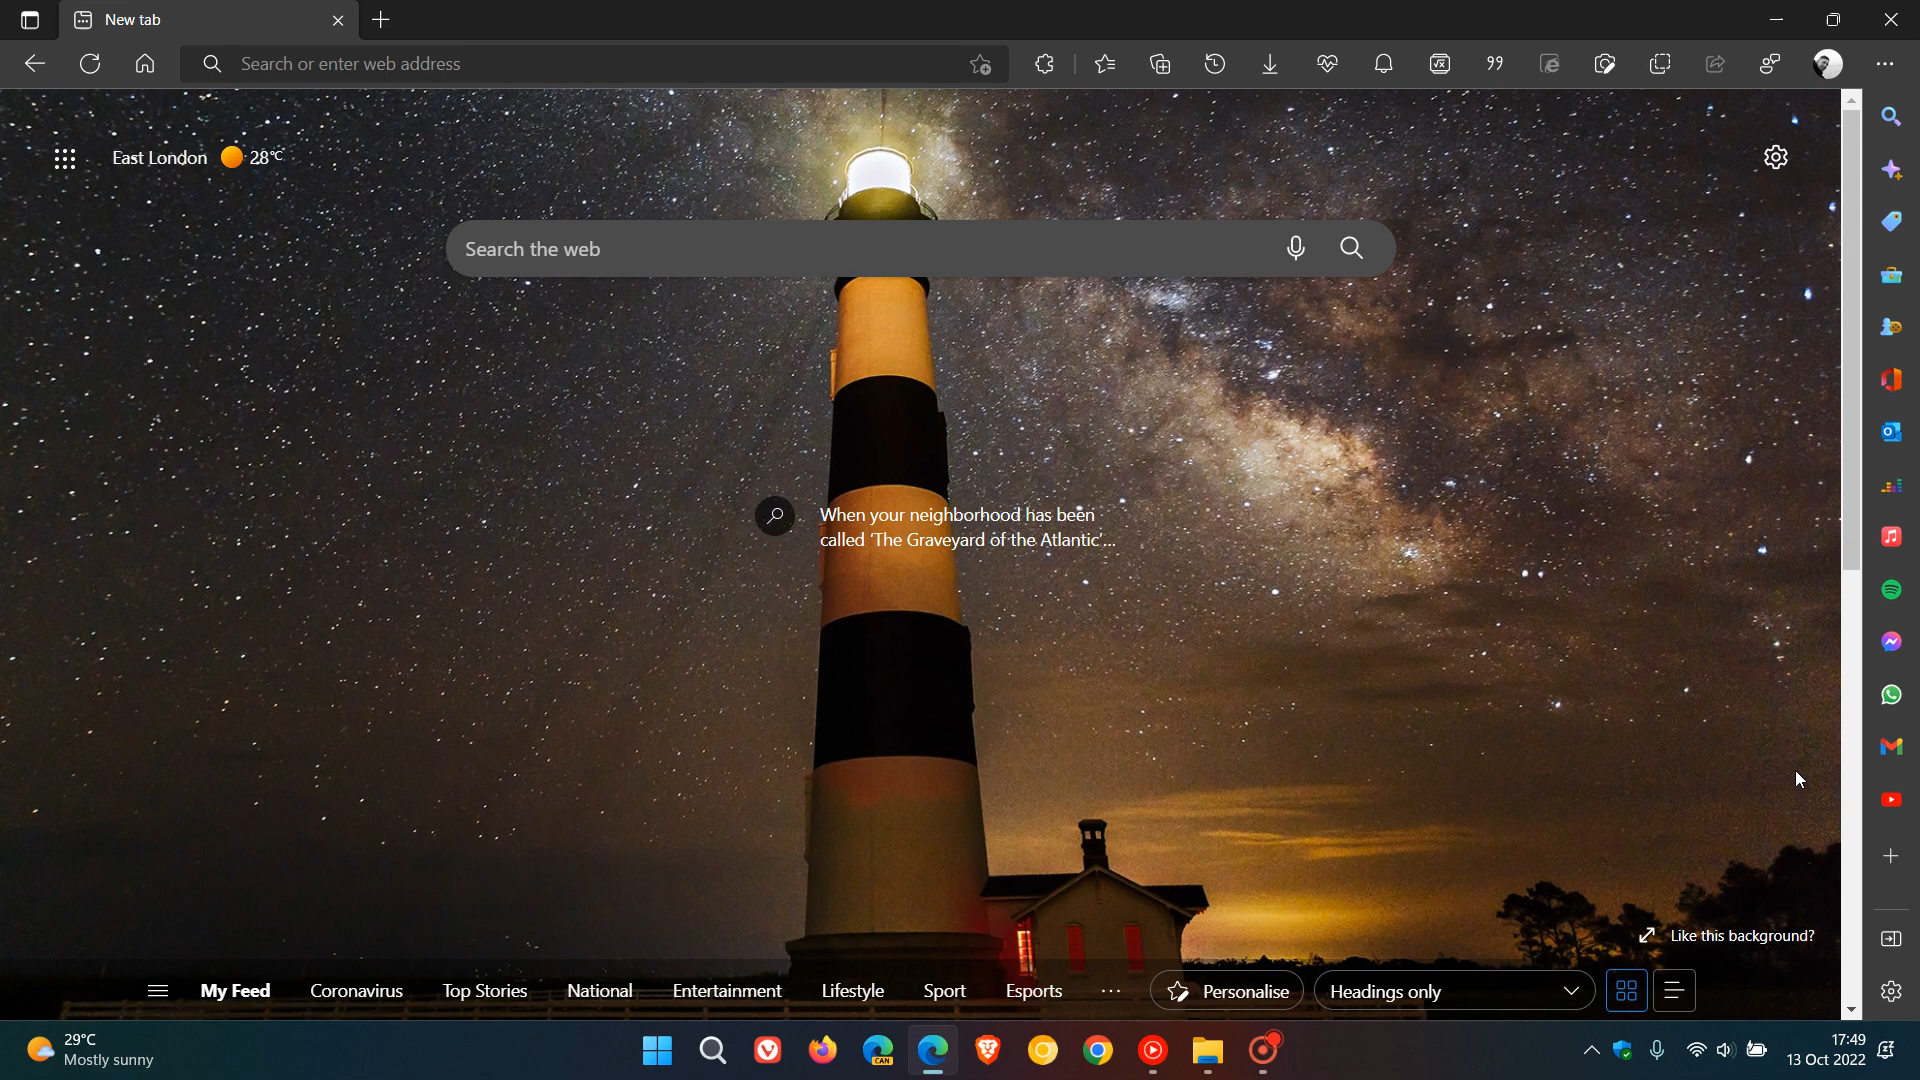 New tab
Search or enter web address
East London 28°C
Search the web
When your neighborhood has been
called 'The Graveyard of the Atlantic'...
Like this background?
My Feed Coronavirus Top Stories National Entertainment Lifestyle Sport Esports ... Personalise Headings only
29°C
Mostly sunny
CAN
17:49
13 Oct 2022